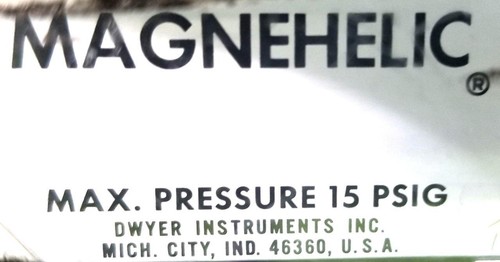 MAGNEHELIC
®
MAX. PRESSURE 15 PSIG
DWYER INSTRUMENTS INC.
MICH. CITY, IND. 46360, U.S.A.